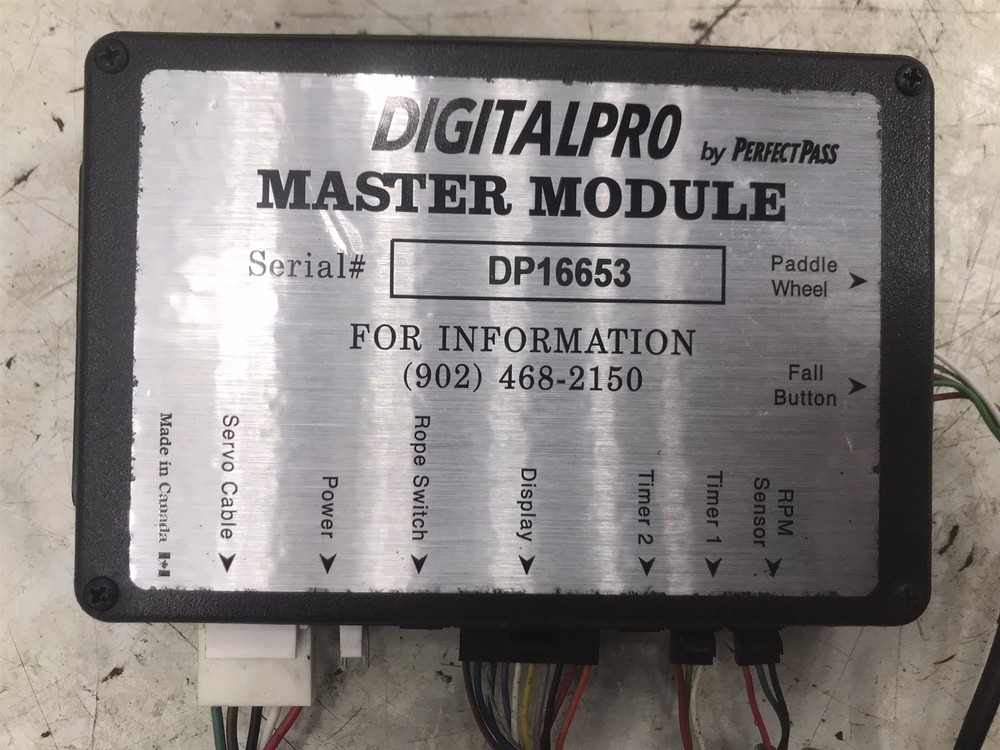 DIGITALPRO by PERFECTPASS
MASTER MODULE
Serial# DP16653
Paddle
Wheel
FOR INFORMATION
(902) 468-2150
Fall
Button
Made in Canada
Servo Cable
Power
Rope Switch
Display
Timer 2
Timer 1
RPM
Sensor